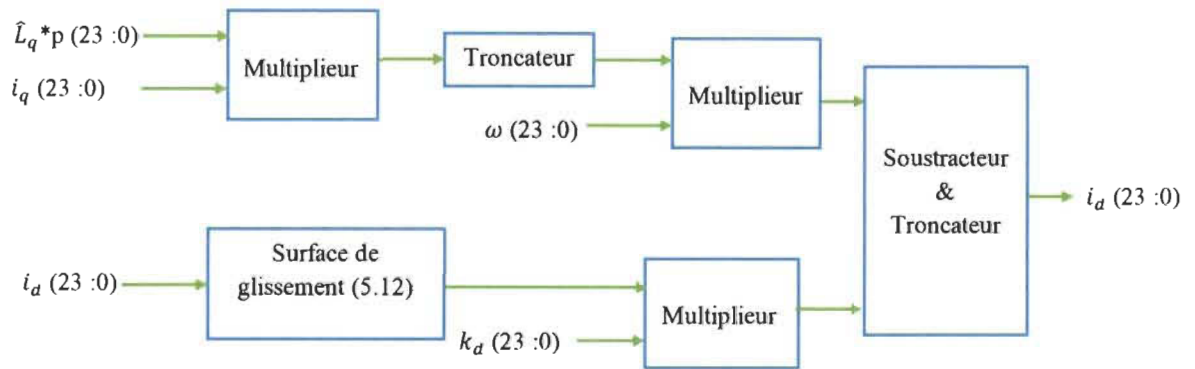 L̂_q*p (23 :0)
i_q (23 :0)
Multiplieur
Troncateur
ω (23 :0)
Multiplieur
Soustracteur
&
Troncateur
i_d (23 :0)
i_d (23 :0)
Surface de
glissement (5.12)
k_d (23 :0)
Multiplieur